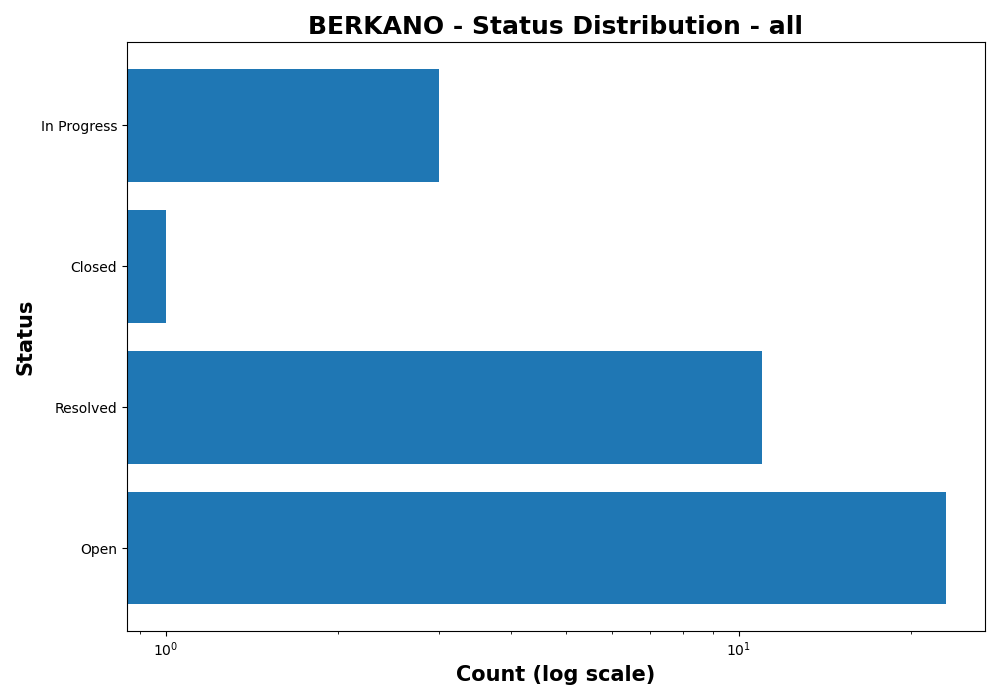 BERKANO - Status Distribution - all
In Progress
Closed
Resolved
Open
Status
10⁰
10¹
Count (log scale)